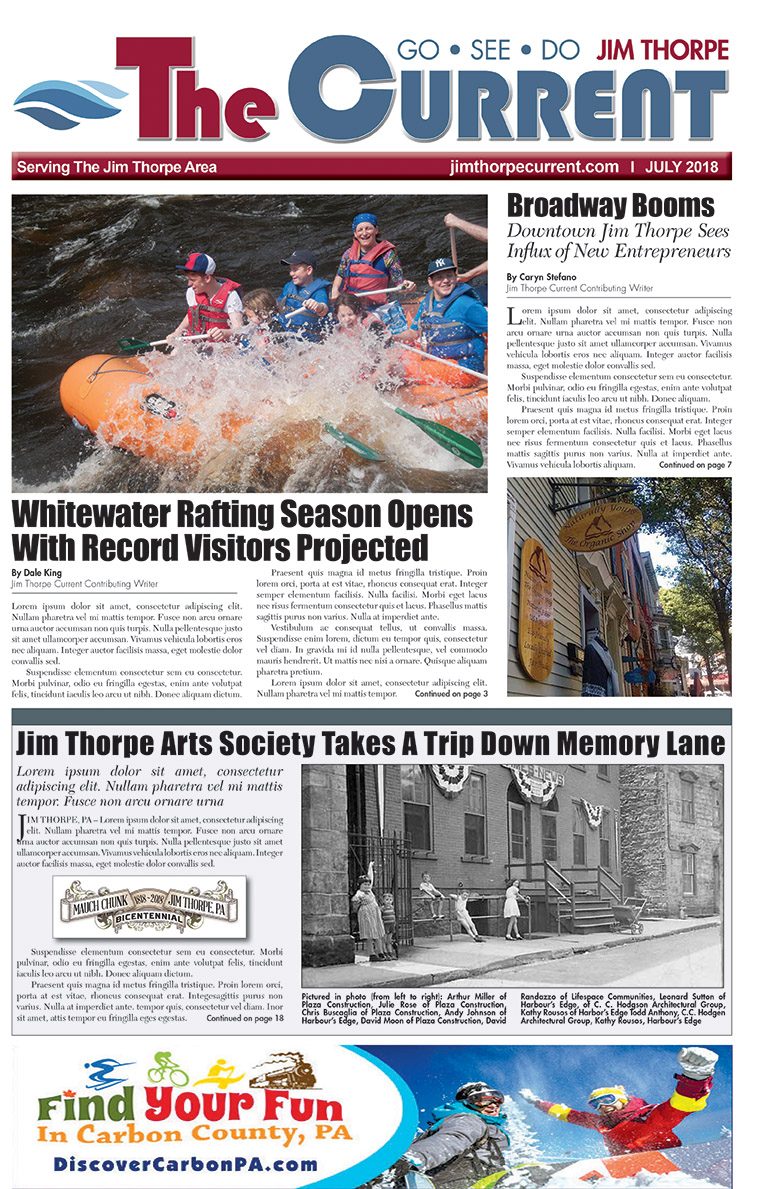 GO • SEE • DO JIM THORPE
The CURRENT
Serving The Jim Thorpe Area
jimthorpecurrent.com I JULY 2018
Whitewater Rafting Season Opens
With Record Visitors Projected
By Dale King
Jim Thorpe Current Contributing Writer
Lorem ipsum dolor sit amet, consectetur adipiscing elit.
Nullam pharetra vel mi mattis tempor. Fusce non arcu ornare
urna auctor accumsan non quis turpis. Nulla pellentesque justo
sit amet ullamcorper accumsan. Vivamus vehicula lobortis eros
nec aliquam. Integer auctor facilisis massa, eget molestie dolor
convallis sed.
Suspendisse elementum consectetur sem eu consectetur.
Morbi pulvinar, odio eu fringilla egestas, enim ante volutpat
felis, tincidunt iaculis leo arcu ut nibh. Donec aliquam dictum.
Praesent quis magna id metus fringilla tristique. Proin
lorem orci, porta at est vitae, rhoncus consequat erat. Integer
semper elementum facilisis. Nulla facilisi. Morbi eget lacus
nec risus fermentum consectetur quis et lacus. Phasellus mattis
sagittis purus non varius. Nulla at imperdiet ante.
Vestibulum ac consequat tellus, ut convallis massa.
Suspendisse enim lorem, dictum eu tempor quis, consectetur
vel diam. In gravida mi id nulla pellentesque, vel commodo
mauris hendrerit. Ut mattis nec nisi a ornare. Quisque aliquam
pharetra pretium.
Lorem ipsum dolor sit amet, consectetur adipiscing elit.
Nullam pharetra vel mi mattis tempor. Continued on page 3
Broadway Booms
Downtown Jim Thorpe Sees
Influx of New Entrepreneurs
By Caryn Stefano
Jim Thorpe Current Contributing Writer
Lorem ipsum dolor sit amet, consectetur adipiscing
elit. Nullam pharetra vel mi mattis tempor. Fusce non
arcu ornare urna auctor accumsan non quis turpis. Nulla
pellentesque justo sit amet ullamcorper accumsan. Vivamus
vehicula lobortis eros nec aliquam. Integer auctor facilisis
massa, eget molestie dolor convallis sed.
Suspendisse elementum consectetur sem eu consectetur.
Morbi pulvinar, odio eu fringilla egestas, enim ante volutpat
felis, tincidunt iaculis leo arcu ut nibh. Donec aliquam.
Praesent quis magna id metus fringilla tristique. Proin
lorem orci, porta at est vitae, rhoncus consequat erat. Integer
semper elementum facilisis. Nulla facilisi. Morbi eget lacus
nec risus fermentum consectetur quis et lacus. Phasellus
mattis sagittis purus non varius. Nulla at imperdiet ante.
Vivamus vehicula lobortis aliquam. Continued on page 7
Naturally Yours
The Organic Shop
Jim Thorpe Arts Society Takes A Trip Down Memory Lane
Lorem ipsum dolor sit amet, consectetur
adipiscing elit. Nullam pharetra vel mi mattis
tempor. Fusce non arcu ornare urna
JIM THORPE, PA – Lorem ipsum dolor sit amet, consectetur adipiscing
elit. Nullam pharetra vel mi mattis tempor. Fusce non arcu ornare
urna auctor accumsan non quis turpis. Nulla pellentesque justo sit amet
ullamcorper accumsan. Vivamus vehicula lobortis eros nec aliquam. Integer
auctor facilisis massa, eget molestie dolor convallis sed.
MAUCH CHUNK 1818-2018 JIM THORPE, PA
BICENTENNIAL
Suspendisse elementum consectetur sem eu consectetur. Morbi
pulvinar, odio eu fringilla egestas, enim ante volutpat felis, tincidunt
iaculis leo arcu ut nibh. Donec aliquam dictum.
Praesent quis magna id metus fringilla tristique. Proin lorem orci,
porta at est vitae, rhoncus consequat erat. Integesagittis purus non
varius. Nulla at imperdiet ante. tempor quis, consectetur vel diam. Inor
sit amet, attis tempor eu fringilla eges egestas. Continued on page 18
Pictured in photo (from left to right): Arthur Miller of
Plaza Construction, Julie Rose of Plaza Construction,
Chris Buscaglia of Plaza Construction, Andy Johnson of
Harbour's Edge, David Moon of Plaza Construction, David
Randazzo of Lifespace Communities, Leonard Sutton of
Harbour's Edge, of C. C. Hodgson Architectural Group,
Kathy Rousos of Harbor's Edge Todd Anthony, C.C. Hodgen
Architectural Group, Kathy Rousos, Harbour's Edge
Find Your Fun
In Carbon County, PA
DiscoverCarbonPA.com